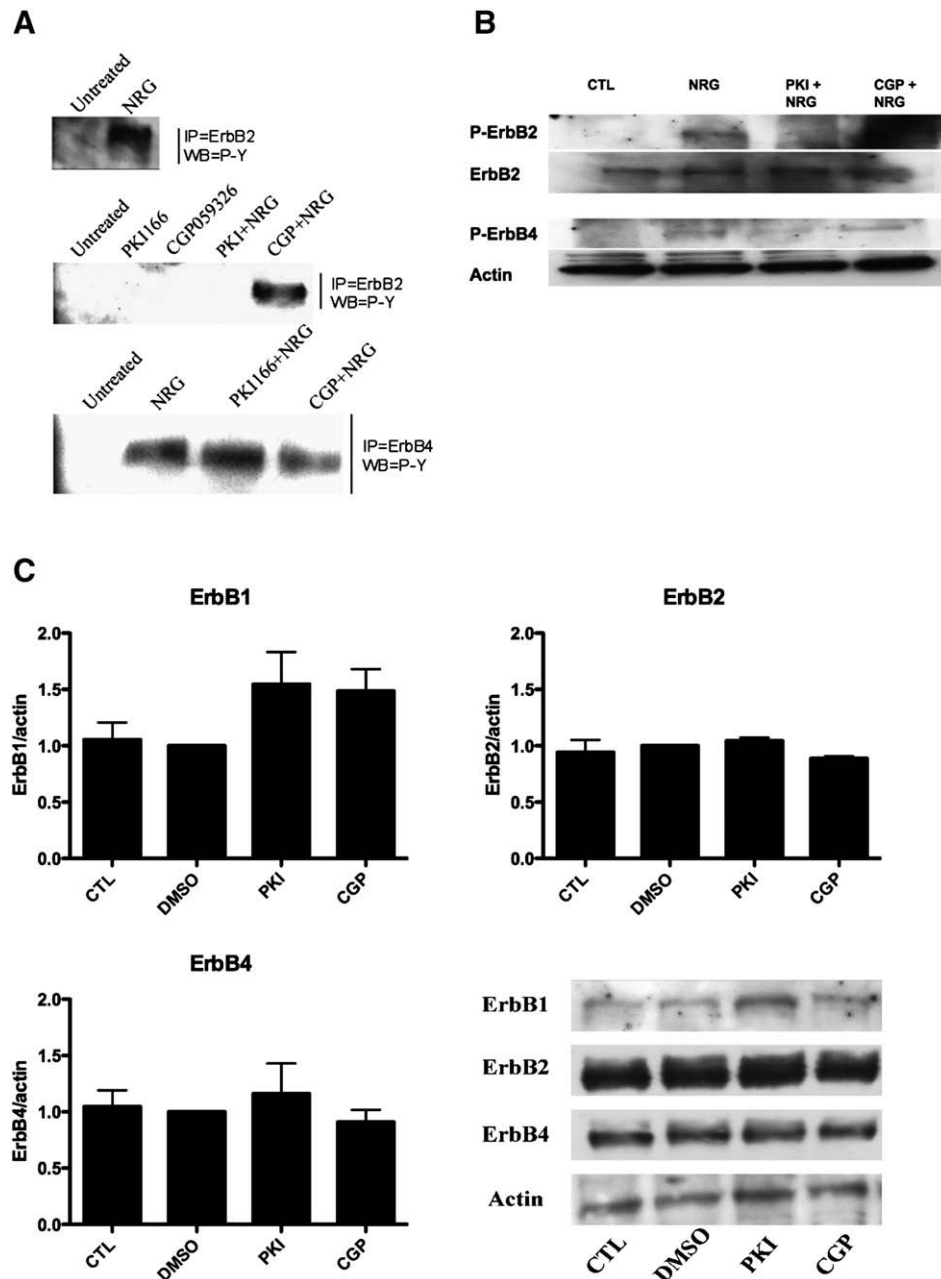 A
Untreated
NRG
IP=ErbB2
WB=P-Y
Untreated
PKI166
CGP059326
PKI+NRG
CGP+NRG
IP=ErbB2
WB=P-Y
Untreated
NRG
PKI166+NRG
CGP+NRG
IP=ErbB4
WB=P-Y
B
CTL
NRG
PKI +
NRG
CGP +
NRG
P-ErbB2
ErbB2
P-ErbB4
Actin
C
ErbB1
ErbB1/actin
2.0
1.5
1.0
0.5
0.0
CTL
DMSO
PKI
CGP
ErbB2
ErbB2/actin
2.0
1.5
1.0
0.5
0.0
CTL
DMSO
PKI
CGP
ErbB4
ErbB4/actin
2.0
1.5
1.0
0.5
0.0
CTL
DMSO
PKI
CGP
ErbB1
ErbB2
ErbB4
Actin
CTL
DMSO
PKI
CGP